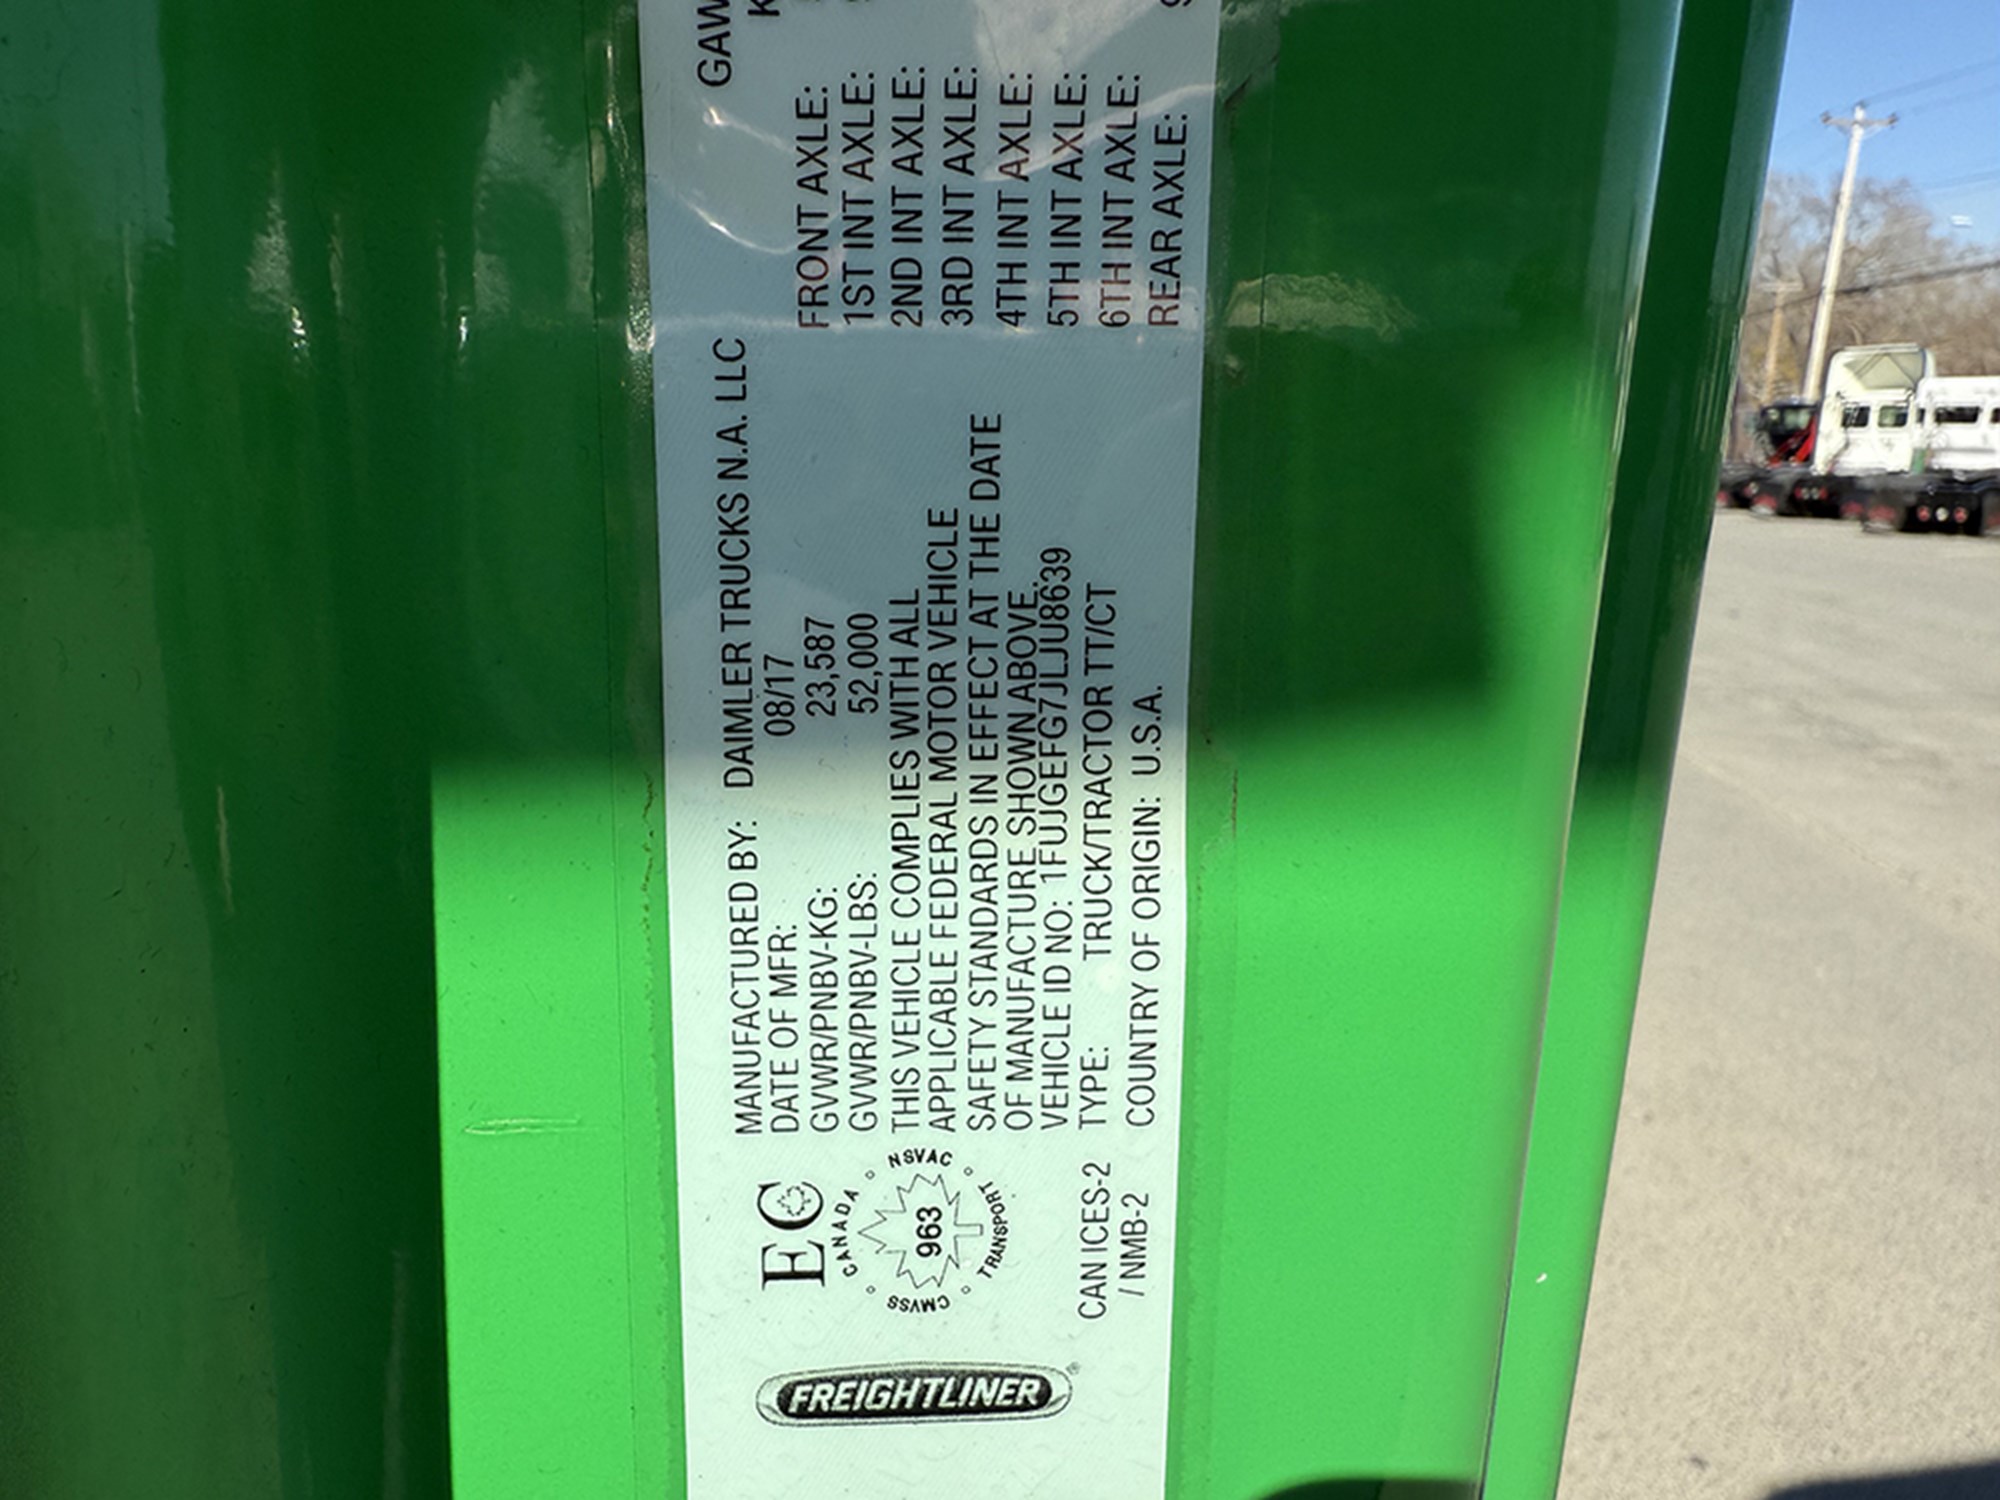 FREIGHTLINER
®
EC
CANADA
NSVAC
TRANSPORT
CMVSS
963
CAN ICES-2
/ NMB-2
MANUFACTURED BY: DAIMLER TRUCKS N.A. LLC
DATE OF MFR: 08/17
GVWR/PNBV-KG: 23,587
GVWR/PNBV-LBS: 52,000
THIS VEHICLE COMPLIES WITH ALL
APPLICABLE FEDERAL MOTOR VEHICLE
SAFETY STANDARDS IN EFFECT AT THE DATE
OF MANUFACTURE SHOWN ABOVE.
VEHICLE ID NO: 1FUJGEFG7JLJU8639
TYPE: TRUCK/TRACTOR TT/CT
COUNTRY OF ORIGIN: U.S.A.
GAW
K
FRONT AXLE:
1ST INT AXLE:
2ND INT AXLE:
3RD INT AXLE:
4TH INT AXLE:
5TH INT AXLE:
6TH INT AXLE:
REAR AXLE: